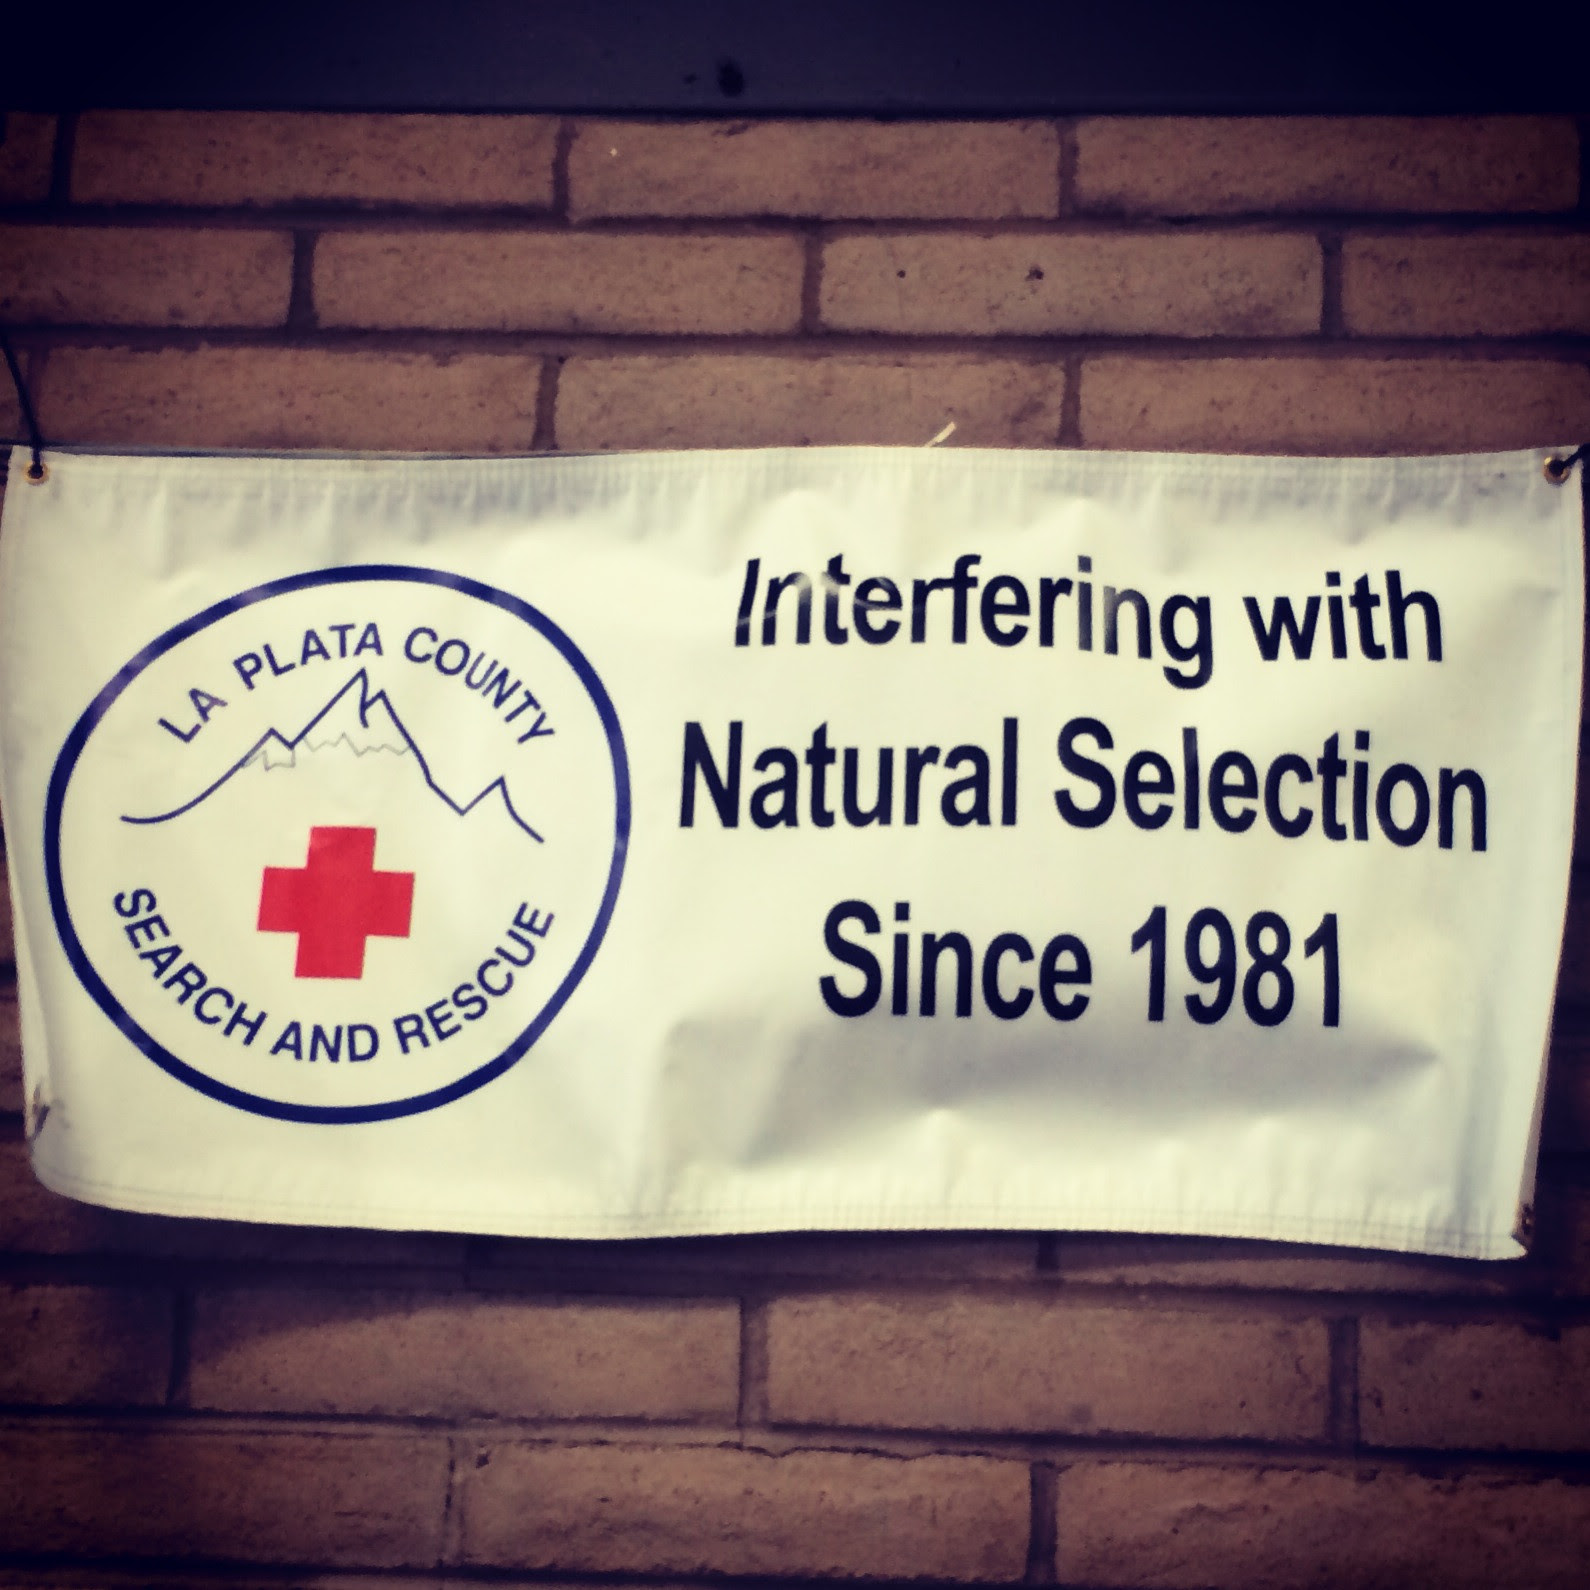 LA PLATA COUNTY
SEARCH AND RESCUE
Interfering with
Natural Selection
Since 1981